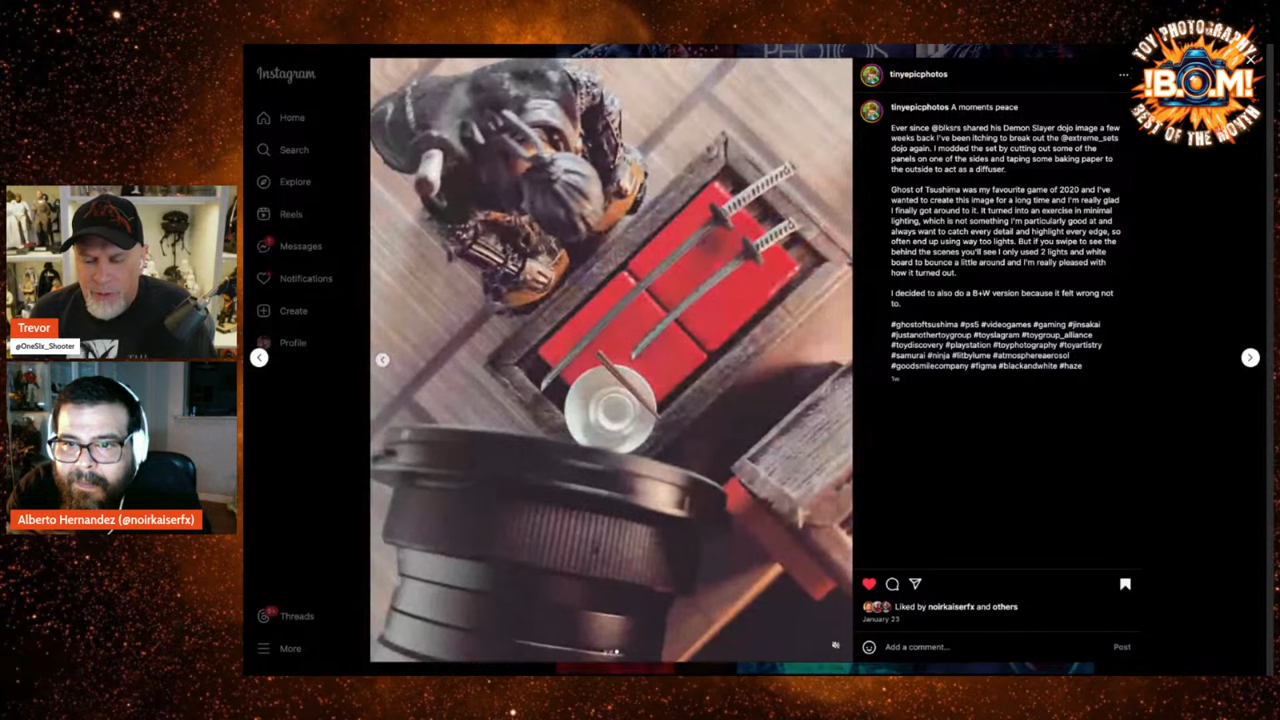 TOY PHOTOGRAPHY
!B.O.M!
BEST OF THE MONTH
Instagram
Home
Search
Explore
Reels
Messages
Notifications
Create
Profile
Threads
More
tinyepicphotos
tinyepicphotos A moments peace
Ever since @blksrs shared his Demon Slayer dojo image a few
weeks back I've been itching to break out the @extreme_sets
dojo again. I modded the set by cutting out some of the
panels on one of the sides and taping some baking paper to
the outside to act as a diffuser.
Ghost of Tsushima was my favourite game of 2020 and I've
wanted to create this image for a long time and I'm really glad
I finally got around to it. It turned into an exercise in minimal
lighting, which is not something I'm particularly good at and
always want to catch every detail and highlight every edge, so
often end up using way too lights. But if you swipe to see the
behind the scenes you'll see I only used 2 lights and white
board to bounce a little around and I'm really pleased with
how it turned out.
I decided to also do a B+W version because it felt wrong not
to.
#ghostoftsushima #ps5 #videogames #gaming #jinsakai
#justanothertoygroup #toyslagram #toygroup_alliance
#toydiscovery #playstation #toyphotography #toyartistry
#samurai #ninja #litbylume #atmosphereaerosol
#goodsmilecompany #figma #blackandwhite #haze
1w
Liked by noirkaiserfx and others
January 23
Add a comment...
Post
Trevor
@OneSix_Shooter
Alberto Hernandez (@noirkaiserfx)